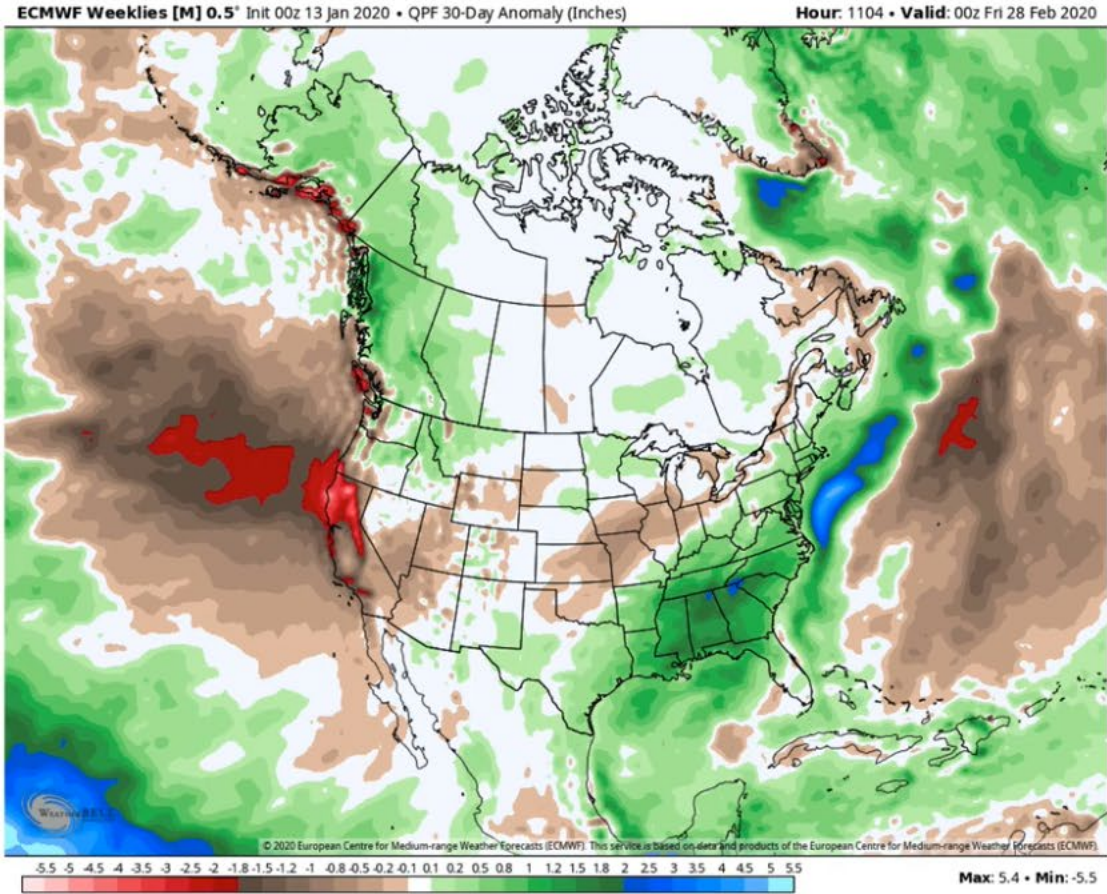 ECMWF Weeklies [M] 0.5° Init 00z 13 Jan 2020 • QPF 30-Day Anomaly (Inches) Hour: 1104 • Valid: 00z Fri 28 Feb 2020
WeatherBELL
© 2020 European Centre for Medium-range Weather Forecasts (ECMWF). This service is based on data and products of the European Centre for Medium-range Weather Forecasts (ECMWF).
-5.5 -5 -4.5 -4 -3.5 -3 -2.5 -2 -1.8 -1.5 -1.2 -1 -0.8 -0.5 -0.2 -0.1 0.1 0.2 0.5 0.8 1 1.2 1.5 1.8 2 2.5 3 3.5 4 4.5 5 5.5 Max: 5.4 • Min: -5.5